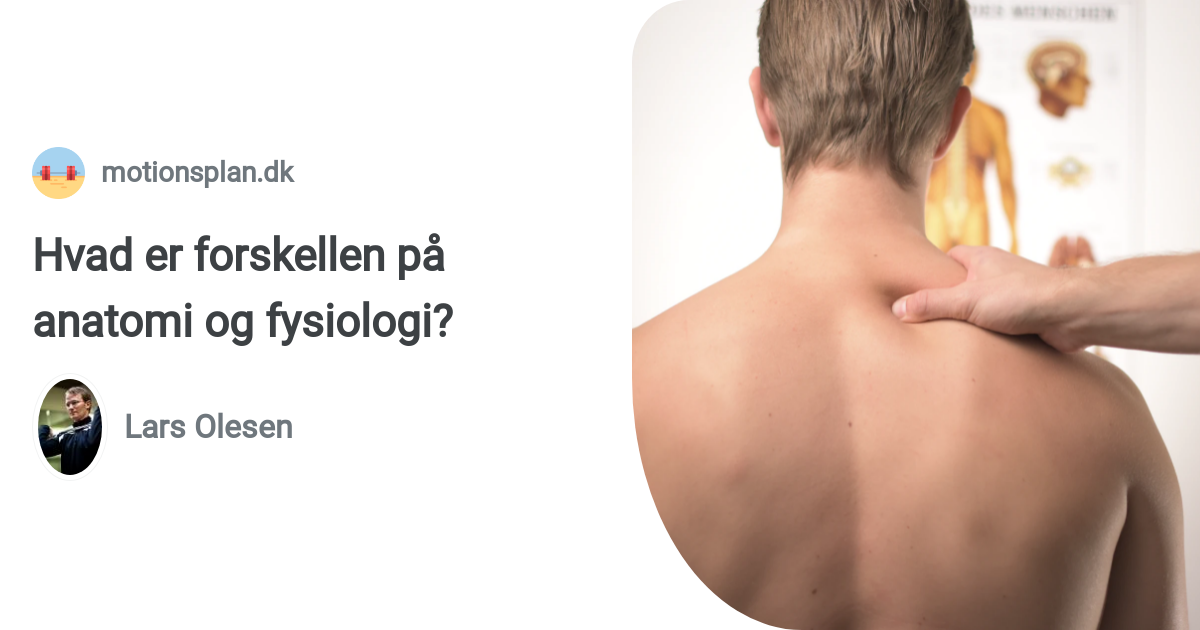 motionsplan.dk
Hvad er forskellen på
anatomi og fysiologi?
Lars Olesen